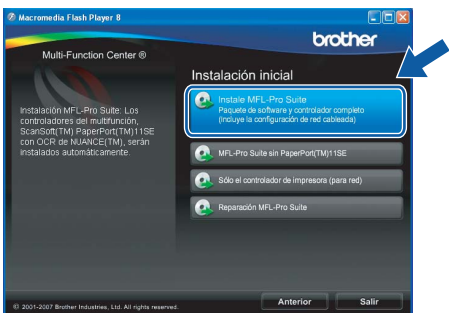 Macromedia Flash Player 8
brother
Multi-Function Center ®
Instalación inicial
Instalación MFL-Pro Suite: Los
controladores del multifunción,
ScanSoft(TM) PaperPort(TM)11SE
con OCR de NUANCE(TM), serán
instalados automáticamente.
Instale MFL-Pro Suite
Paquete de software y controlador completo
(Incluye la configuración de red cableada)
MFL-Pro Suite sin PaperPort(TM)11SE
Sólo el controlador de impresora (para red)
Reparación MFL-Pro Suite
© 2001-2007 Brother Industries, Ltd. All rights reserved.
Anterior
Salir